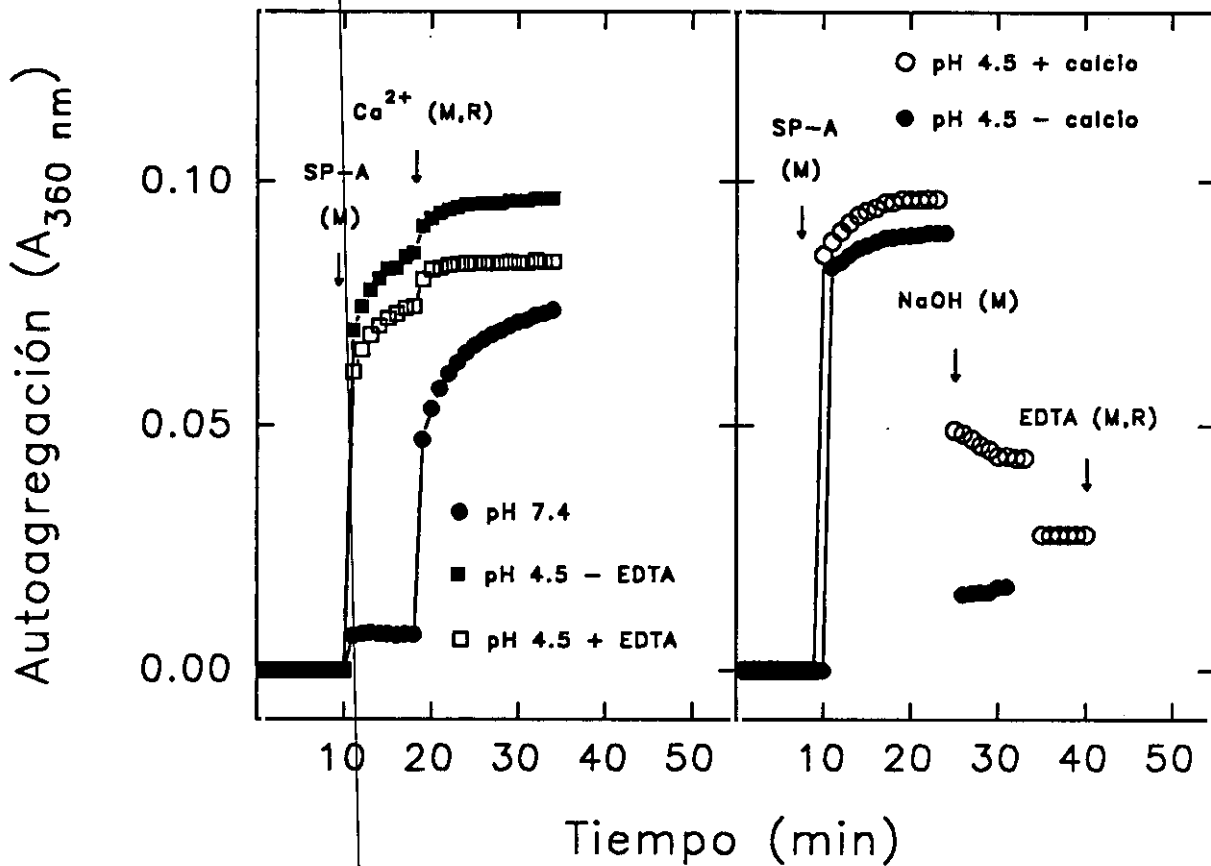 Autoagregación (A360 nm)
0.10
0.05
0.00
SP-A
(M)
Ca2+ (M,R)
pH 7.4
pH 4.5 - EDTA
pH 4.5 + EDTA
10 20 30 40 50
pH 4.5 + calcio
pH 4.5 - calcio
SP-A
(M)
NaOH (M)
EDTA (M,R)
10 20 30 40 50
Tiempo (min)